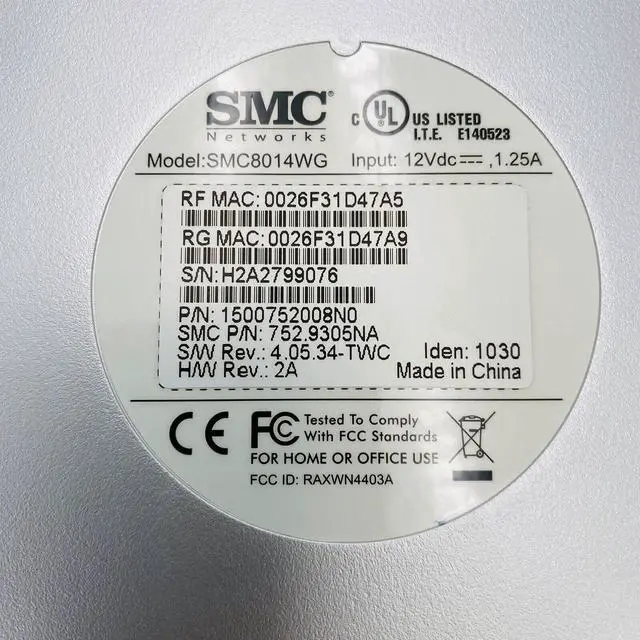 SMC®
Networks
C UL US LISTED
I.T.E. E140523
Model:SMC8014WG Input: 12Vdc⎓,1.25A
RF MAC:0026F31D47A5
RG MAC:0026F31D47A9
S/N:H2A2799076
P/N: 1500752008N0
SMC P/N: 752.9305NA
S/W Rev.: 4.05.34-TWC Iden: 1030
H/W Rev.: 2A Made in China
CE FC Tested To Comply
With FCC Standards
FOR HOME OR OFFICE USE
FCC ID: RAXWN4403A